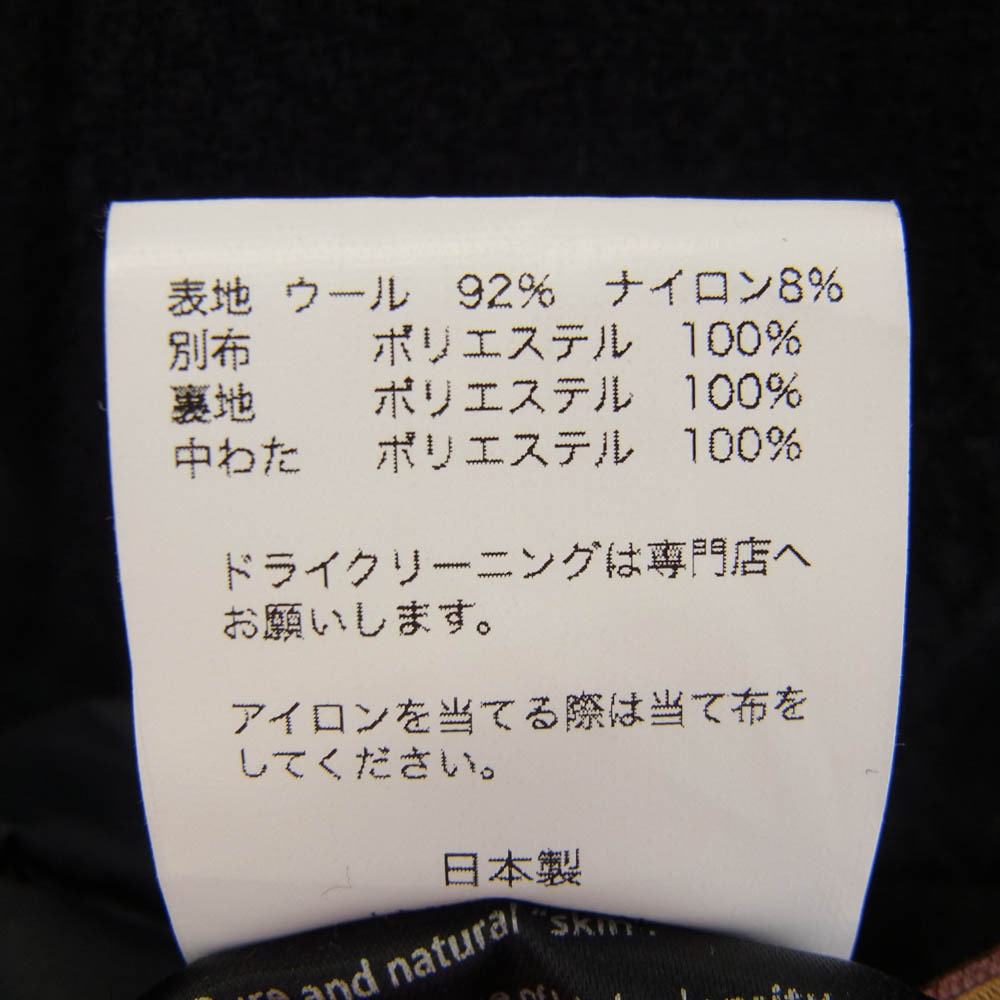 表地 ウール 92% ナイロン8%
別布 ポリエステル 100%
裏地 ポリエステル 100%
中わた ポリエステル 100%
ドライクリーニングは専門店へ
お願いします。
アイロンを当てる際は当て布を
してください。
日本製
and natural "skin".